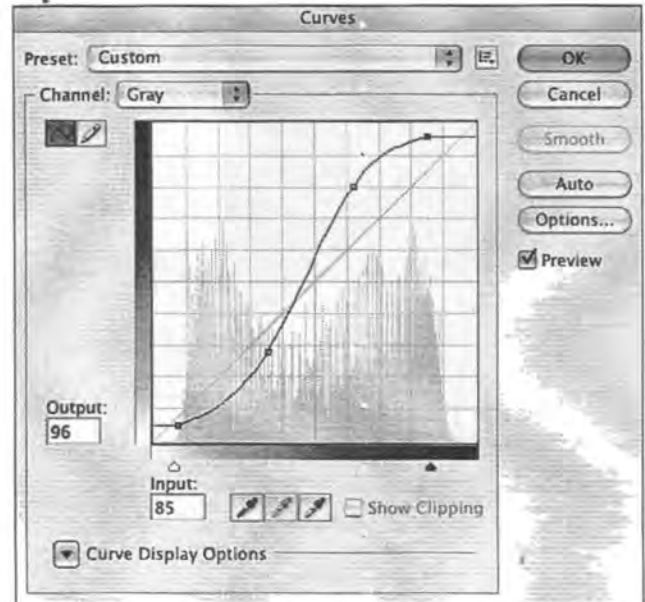 Curves
Preset: Custom
OK
Channel: Gray
Cancel
Smooth
Auto
Options...
Preview
Output:
96
Input:
85
Show Clipping
Curve Display Options